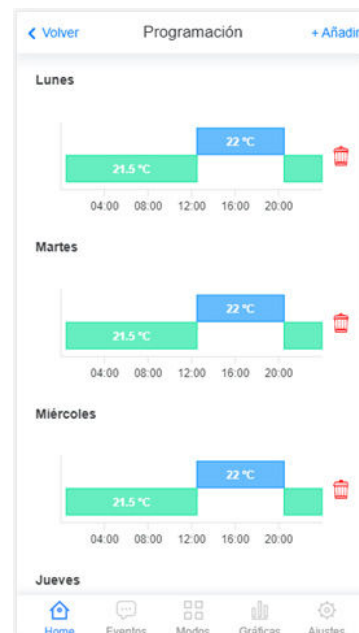 Volver Programación + Añadir
Lunes
22 °C
21.5 °C
04:00 08:00 12:00 16:00 20:00
Martes
22 °C
21.5 °C
04:00 08:00 12:00 16:00 20:00
Miércoles
22 °C
21.5 °C
04:00 08:00 12:00 16:00 20:00
Jueves
Home Eventos Modos Gráficas Ajustes